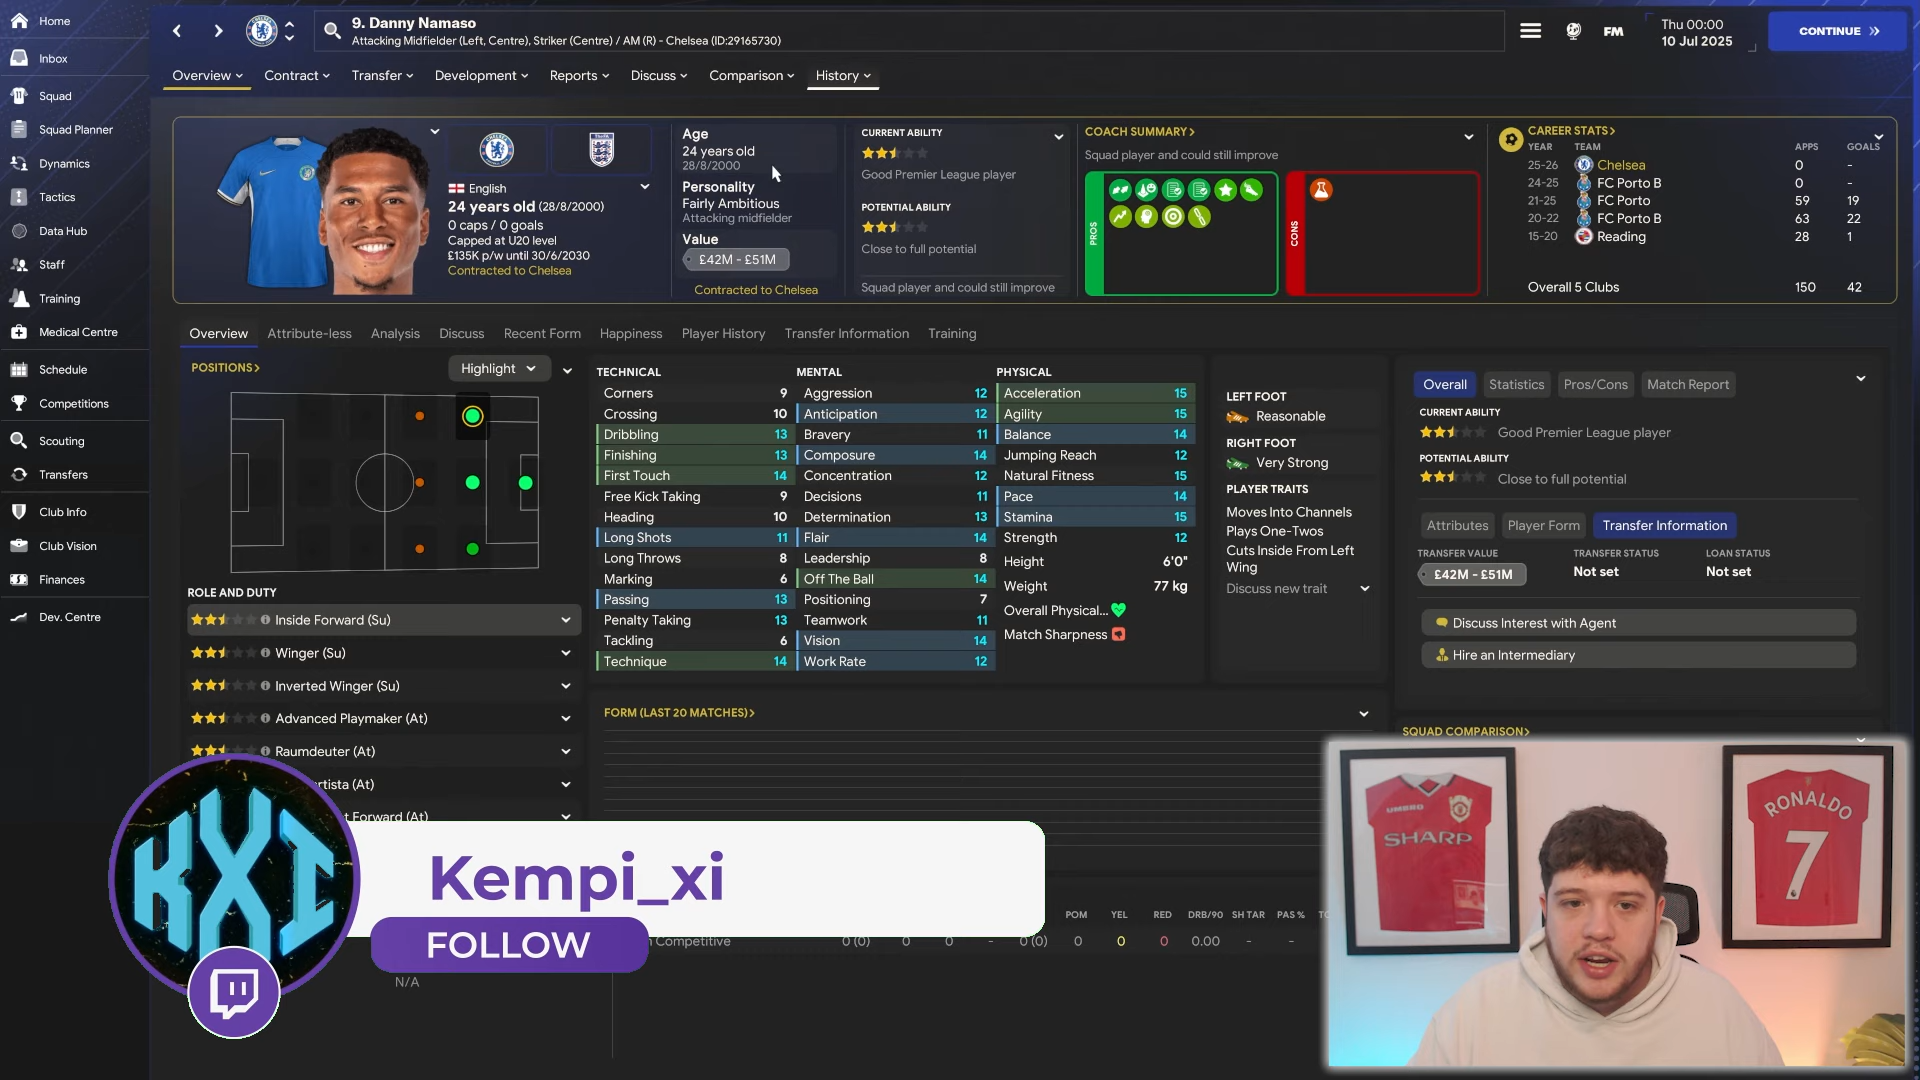 Home
Inbox
Squad
Squad Planner
Dynamics
Tactics
Data Hub
Staff
Training
Medical Centre
Schedule
Competitions
Scouting
Transfers
Club Info
Club Vision
Finances
Dev. Centre
9. Danny Namaso
Attacking Midfielder (Left, Centre), Striker (Centre) / AM (R) - Chelsea (ID:29165730)
FM
Thu 00:00
10 Jul 2025
CONTINUE
Overview Contract Transfer Development Reports Discuss Comparison History
English
24 years old (28/8/2000)
0 caps / 0 goals
Capped at U20 level
£135K p/w until 30/6/2030
Contracted to Chelsea
Age
24 years old
28/8/2000
Personality
Fairly Ambitious
Attacking midfielder
Value
£42M - £51M
Contracted to Chelsea
CURRENT ABILITY
Good Premier League player
POTENTIAL ABILITY
Close to full potential
Squad player and could still improve
COACH SUMMARY>
Squad player and could still improve
PROS
CONS
CAREER STATS>
YEAR TEAM APPS GOALS
25-26 Chelsea 0 -
24-25 FC Porto B 0 -
21-25 FC Porto 59 19
20-22 FC Porto B 63 22
15-20 Reading 28 1
Overall 5 Clubs 150 42
Overview Attribute-less Analysis Discuss Recent Form Happiness Player History Transfer Information Training
POSITIONS>
Highlight
ROLE AND DUTY
Inside Forward (Su)
Winger (Su)
Inverted Winger (Su)
Advanced Playmaker (At)
Raumdeuter (At)
rtista (At)
t Forward (At)
TECHNICAL
Corners 9
Crossing 10
Dribbling 13
Finishing 13
First Touch 14
Free Kick Taking 9
Heading 10
Long Shots 11
Long Throws 8
Marking 6
Passing 13
Penalty Taking 13
Tackling 6
Technique 14
MENTAL
Aggression 12
Anticipation 12
Bravery 11
Composure 14
Concentration 12
Decisions 11
Determination 13
Flair 14
Leadership 8
Off The Ball 14
Positioning 7
Teamwork 11
Vision 14
Work Rate 12
PHYSICAL
Acceleration 15
Agility 15
Balance 14
Jumping Reach 12
Natural Fitness 15
Pace 14
Stamina 15
Strength 12
Height 6'0"
Weight 77 kg
Overall Physical...
Match Sharpness
LEFT FOOT
Reasonable
RIGHT FOOT
Very Strong
PLAYER TRAITS
Moves Into Channels
Plays One-Twos
Cuts Inside From Left
Wing
Discuss new trait
Overall Statistics Pros/Cons Match Report
CURRENT ABILITY
Good Premier League player
POTENTIAL ABILITY
Close to full potential
Attributes Player Form Transfer Information
TRANSFER VALUE TRANSFER STATUS LOAN STATUS
£42M - £51M Not set Not set
Discuss Interest with Agent
Hire an Intermediary
FORM (LAST 20 MATCHES)>
SQUAD COMPARISON>
POM YEL RED DRB/90 SH TAR PAS %
Competitive 0 (0) 0 0 - 0 (0) 0 0 0 0.00 - -
N/A
KXI
Kempi_xi
FOLLOW
UMBRO
SHARP
RONALDO
7